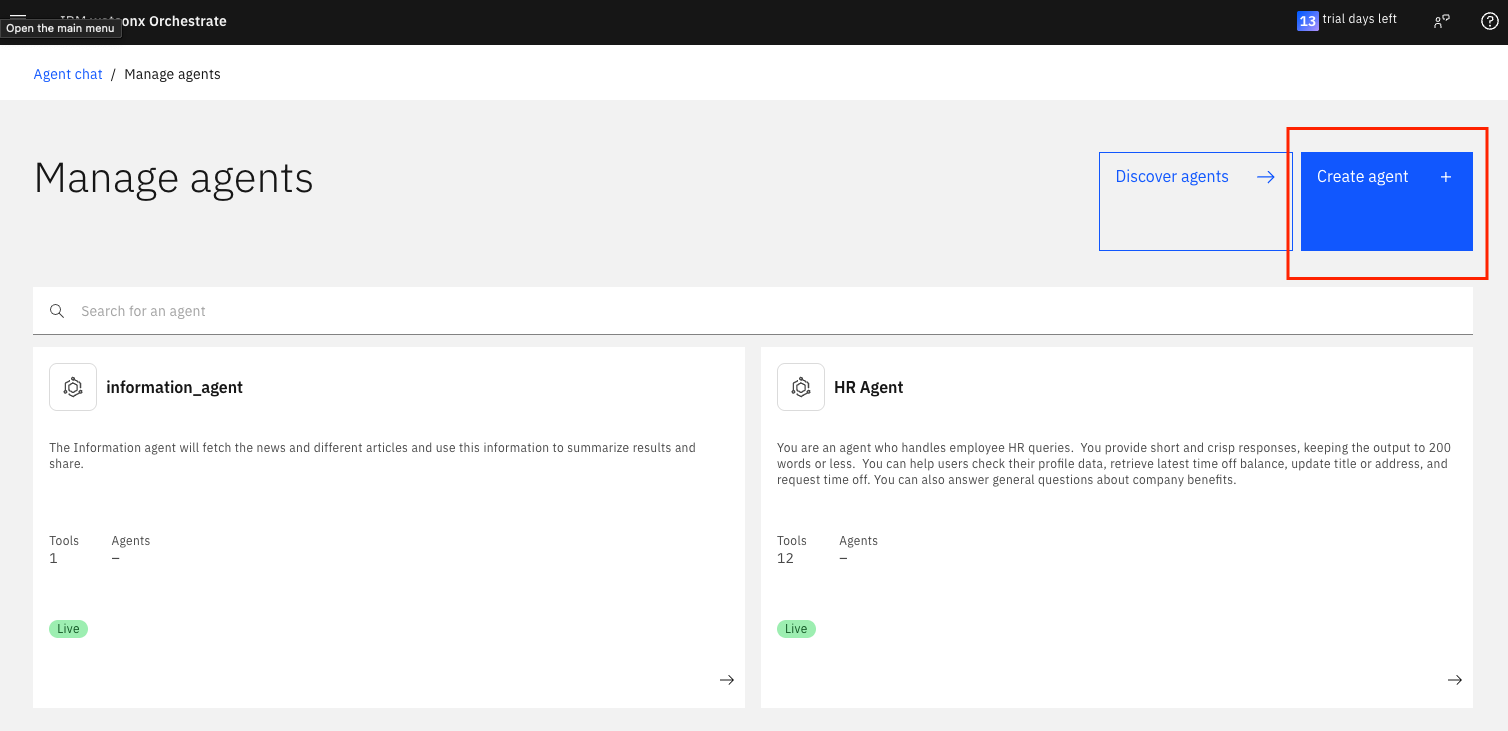 onx Orchestrate
Open the main menu
13 trial days left
Agent chat / Manage agents
Manage agents
Discover agents
Create agent +
Search for an agent
information_agent
The Information agent will fetch the news and different articles and use this information to summarize results and
share.
Tools Agents
1 –
Live
HR Agent
You are an agent who handles employee HR queries.  You provide short and crisp responses, keeping the output to 200
words or less.  You can help users check their profile data, retrieve latest time off balance, update title or address, and
request time off. You can also answer general questions about company benefits.
Tools Agents
12 –
Live